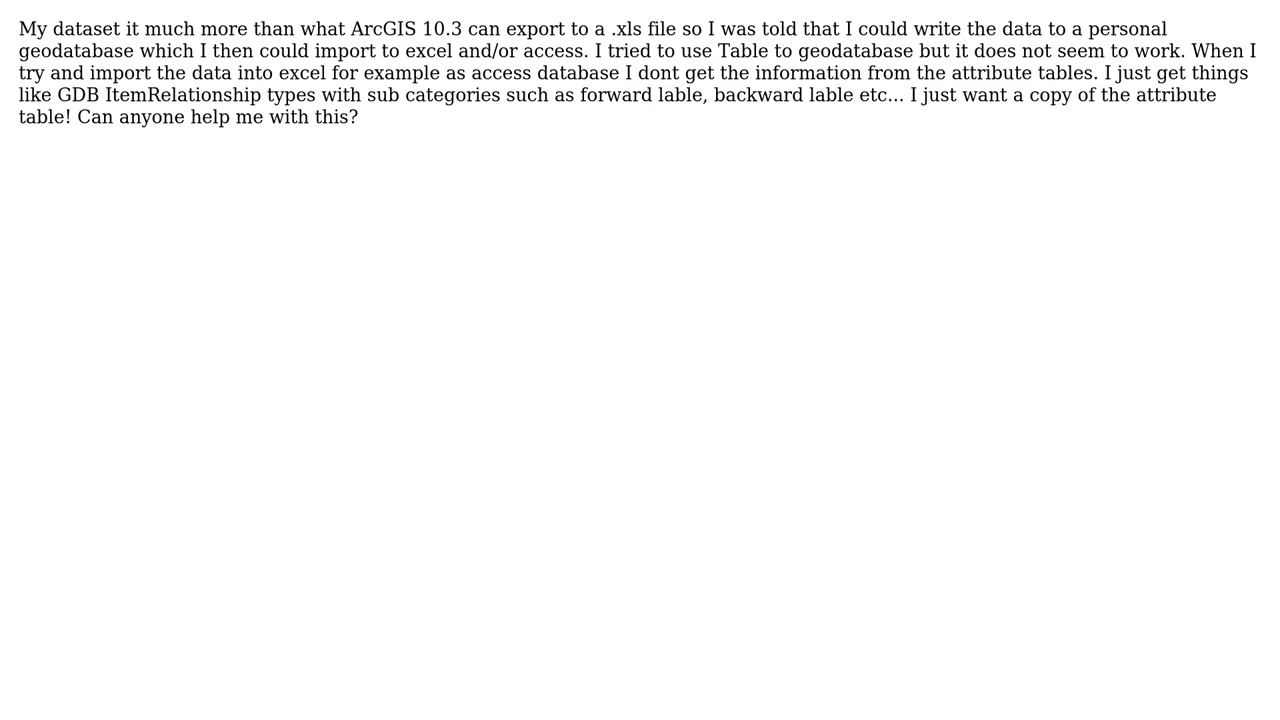 My dataset it much more than what ArcGIS 10.3 can export to a .xls file so I was told that I could write the data to a personal
geodatabase which I then could import to excel and/or access. I tried to use Table to geodatabase but it does not seem to work. When I
try and import the data into excel for example as access database I dont get the information from the attribute tables. I just get things
like GDB ItemRelationship types with sub categories such as forward lable, backward lable etc... I just want a copy of the attribute
table! Can anyone help me with this?